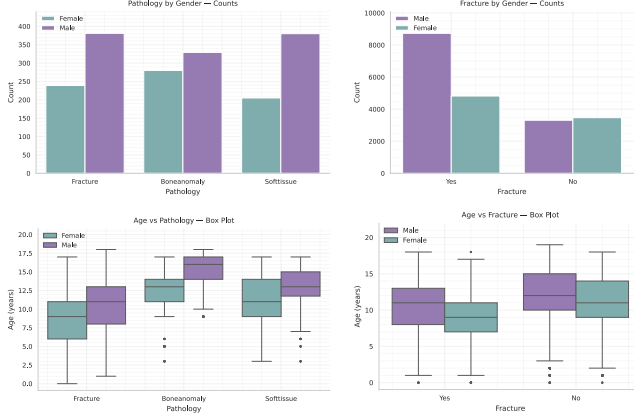 Pathology by Gender — Counts
Female
Male
400
350
300
250
200
150
100
50
0
Count
Fracture
Boneanomaly
Softtissue
Pathology
Fracture by Gender — Counts
Male
Female
10000
8000
6000
4000
2000
0
Count
Yes
No
Fracture
Age vs Pathology — Box Plot
Female
Male
20.0
17.5
15.0
12.5
10.0
7.5
5.0
2.5
0.0
Age (years)
Fracture
Boneanomaly
Softtissue
Pathology
Age vs Fracture — Box Plot
Male
Female
20
15
10
5
0
Age (years)
Yes
No
Fracture